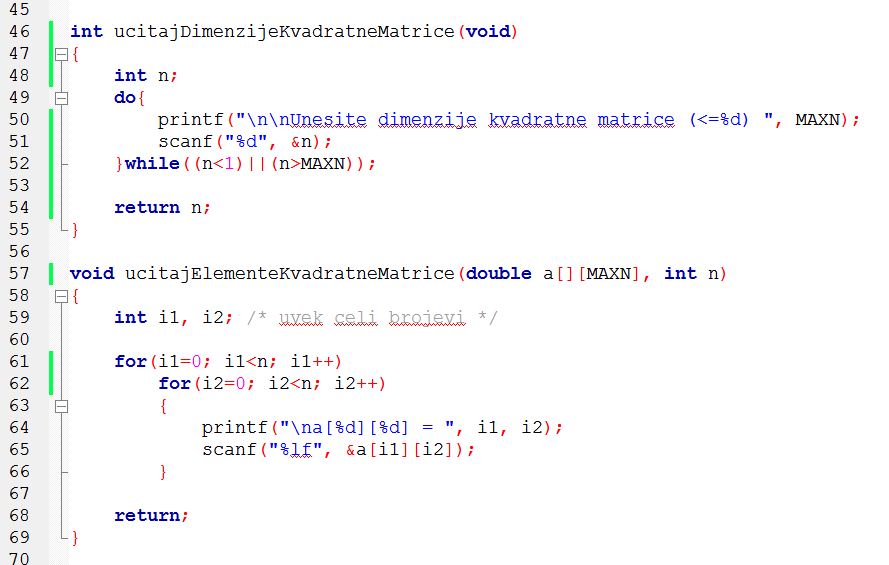 45
46 int ucitajDimenzijeKvadratneMatrice(void)
47 {
48     int n;
49     do{
50         printf("\n\nUnesite dimenzije kvadratne matrice (<=%d) ", MAXN);
51         scanf("%d", &n);
52     }while((n<1)||(n>MAXN));
53
54     return n;
55 }
56
57 void ucitajElementeKvadratneMatrice(double a[][MAXN], int n)
58 {
59     int i1, i2; /* uvek celi brojevi */
60
61     for(i1=0; i1<n; i1++)
62         for(i2=0; i2<n; i2++)
63         {
64             printf("\na[%d][%d] = ", i1, i2);
65             scanf("%lf", &a[i1][i2]);
66         }
67
68     return;
69 }
70